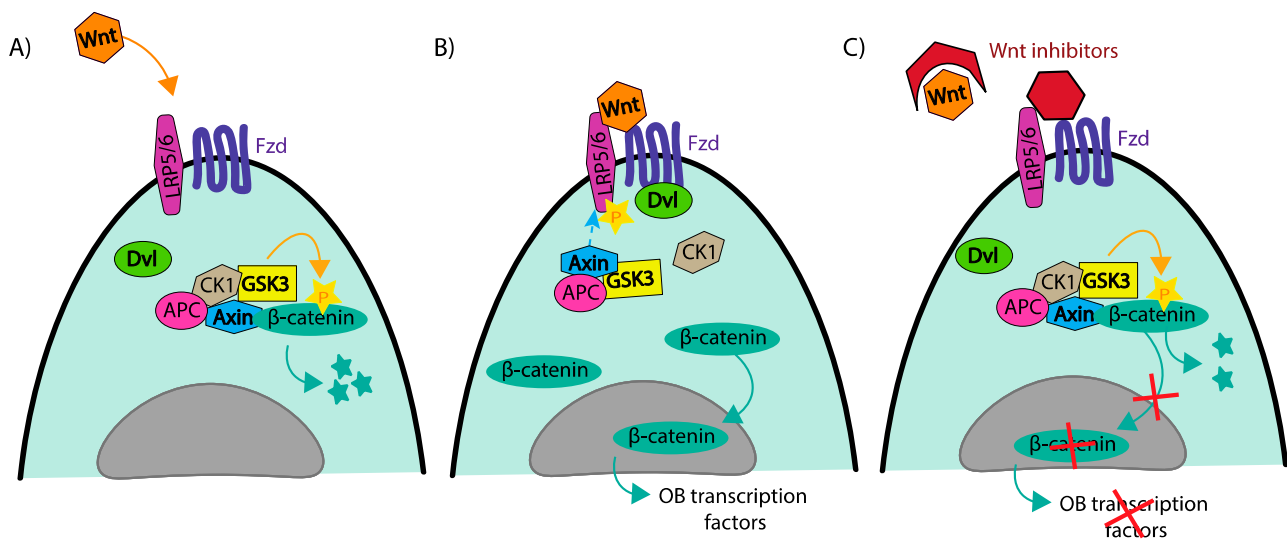 A)
Wnt
LRP5/6
Fzd
Dvl
CK1
GSK3
P
APC
Axin
β-catenin
B)
Wnt
LRP5/6
Fzd
Dvl
P
Axin
CK1
GSK3
APC
β-catenin
β-catenin
β-catenin
OB transcription
factors
C)
Wnt inhibitors
Wnt
LRP5/6
Fzd
Dvl
CK1
GSK3
P
APC
Axin
β-catenin
β-catenin
OB transcription
factors